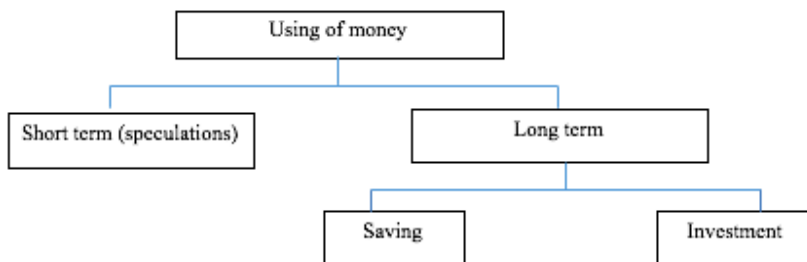 Using of money
Short term (speculations)
Long term
Saving
Investment